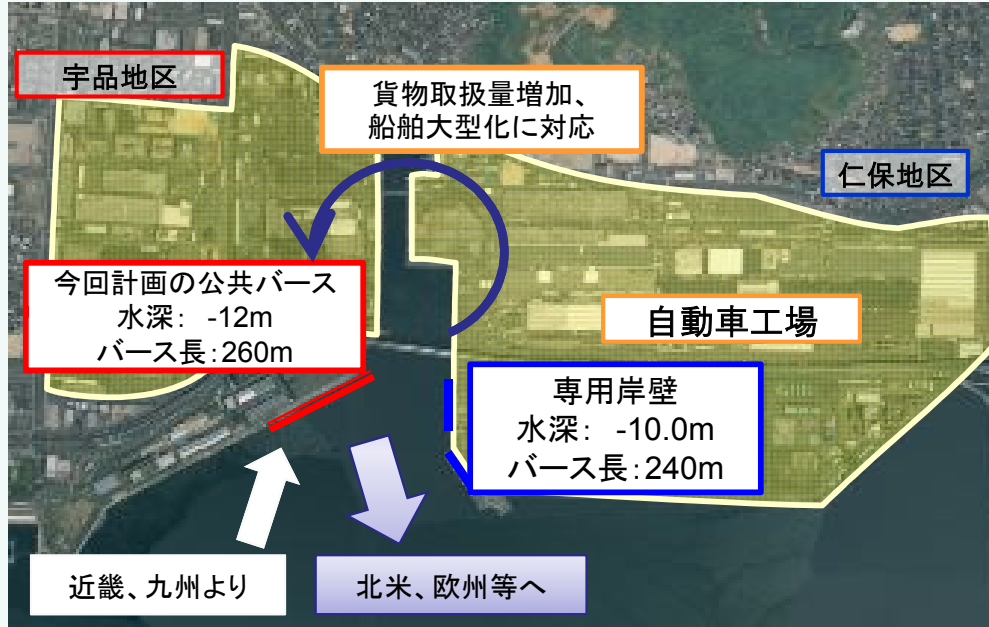 宇品地区
貨物取扱量増加、
船舶大型化に対応
仁保地区
今回計画の公共バース
水深： -12m
バース長：260m
自動車工場
専用岸壁
水深： -10.0m
バース長：240m
近畿、九州より
北米、欧州等へ